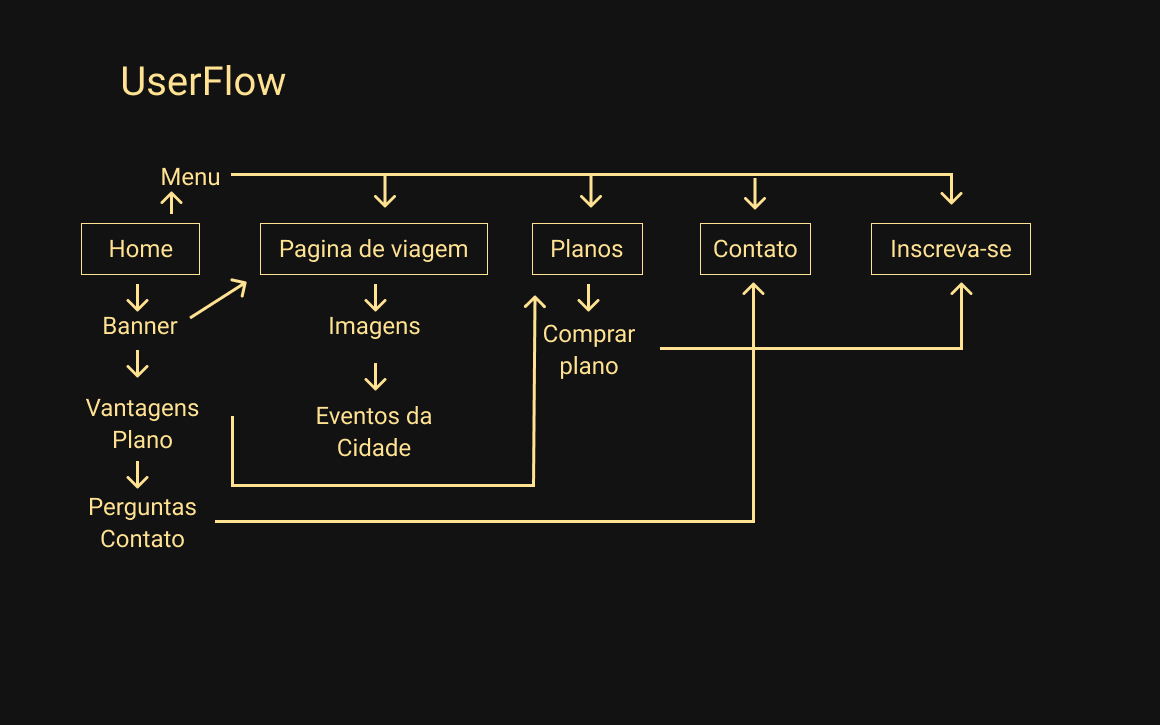 UserFlow
Menu
Home
Pagina de viagem
Planos
Contato
Inscreva-se
Banner
Imagens
Comprar
plano
Vantagens
Plano
Eventos da
Cidade
Perguntas
Contato